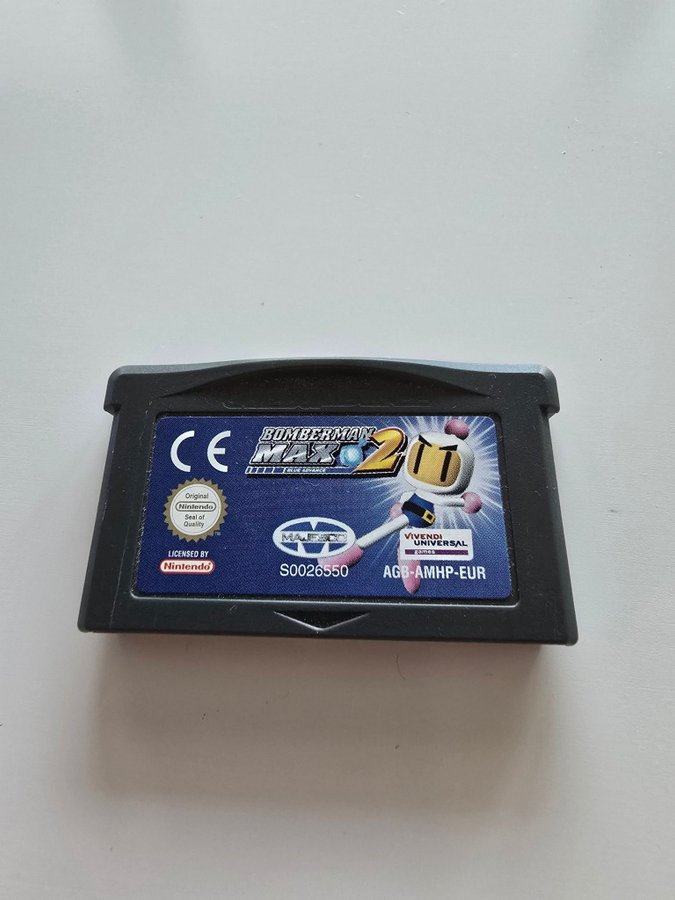 CE
BOMBERMAN
MAX 2
BLUE ADVANCE
Original
Nintendo
Seal of
Quality
LICENSED BY
Nintendo
MAJESCO
S0026550
VIVENDI
UNIVERSAL
games
AGB-AMHP-EUR